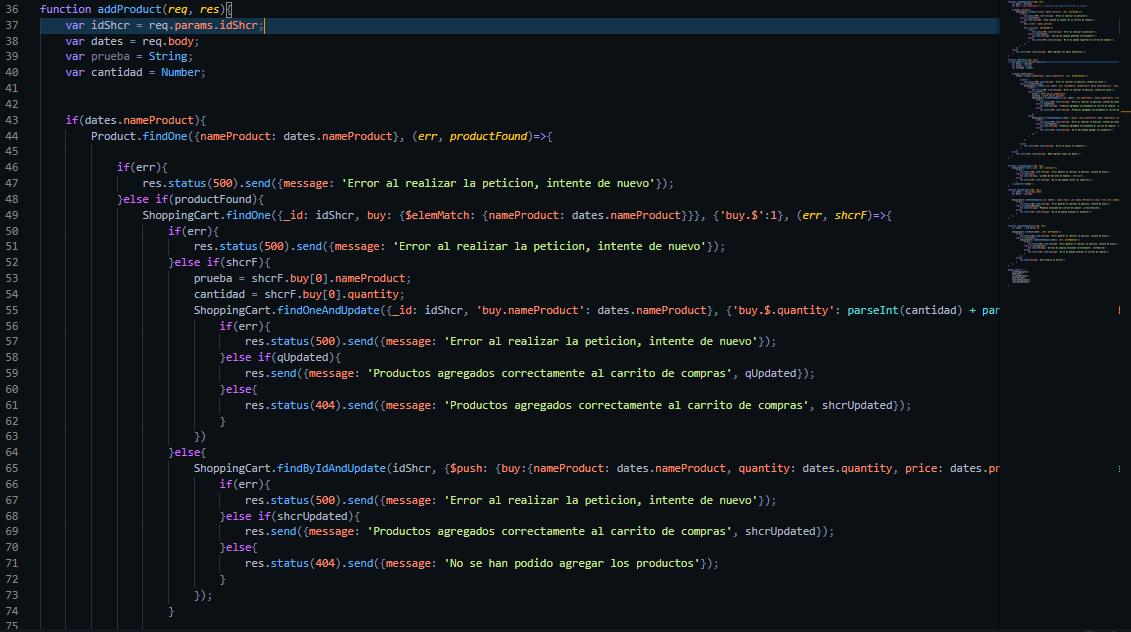 36 function addProduct(req, res){
37     var idShcr = req.params.idShcr;
38     var dates = req.body;
39     var prueba = String;
40     var cantidad = Number;
41
42
43     if(dates.nameProduct){
44         Product.findOne({nameProduct: dates.nameProduct}, (err, productFound)=>{
45
46             if(err){
47                 res.status(500).send({message: 'Error al realizar la peticion, intente de nuevo'});
48             }else if(productFound){
49                 ShoppingCart.findOne({_id: idShcr, buy: {$elemMatch: {nameProduct: dates.nameProduct}}}, {'buy.$':1}, (err, shcrF)=>{
50                     if(err){
51                         res.status(500).send({message: 'Error al realizar la peticion, intente de nuevo'});
52                     }else if(shcrF){
53                         prueba = shcrF.buy[0].nameProduct;
54                         cantidad = shcrF.buy[0].quantity;
55                         ShoppingCart.findOneAndUpdate({_id: idShcr, 'buy.nameProduct': dates.nameProduct}, {'buy.$.quantity': parseInt(cantidad) + par
56                             if(err){
57                                 res.status(500).send({message: 'Error al realizar la peticion, intente de nuevo'});
58                             }else if(qUpdated){
59                                 res.send({message: 'Productos agregados correctamente al carrito de compras', qUpdated});
60                             }else{
61                                 res.status(404).send({message: 'Productos agregados correctamente al carrito de compras', shcrUpdated});
62                             }
63                         })
64                     }else{
65                         ShoppingCart.findByIdAndUpdate(idShcr, {$push: {buy:{nameProduct: dates.nameProduct, quantity: dates.quantity, price: dates.pr
66                             if(err){
67                                 res.status(500).send({message: 'Error al realizar la peticion, intente de nuevo'});
68                             }else if(shcrUpdated){
69                                 res.send({message: 'Productos agregados correctamente al carrito de compras', shcrUpdated});
70                             }else{
71                                 res.status(404).send({message: 'No se han podido agregar los productos'});
72                             }
73                         });
74                     }
75